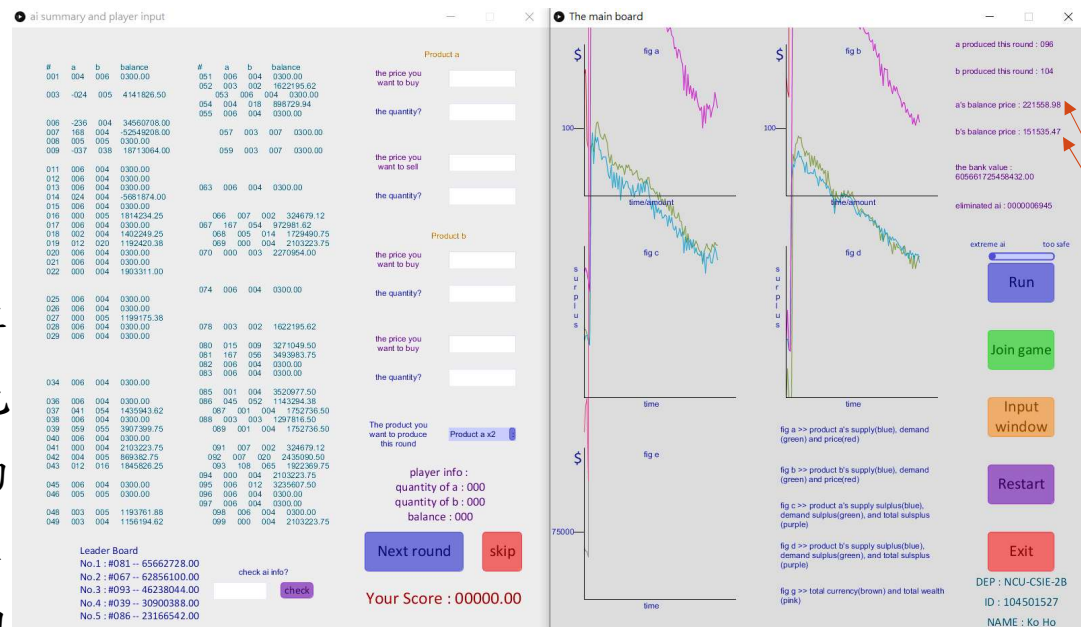 ai summary and player input
# a b balance
001 004 006 0300.00
003 -024 005 4141826.50
006 -236 004 34560708.00
007 168 004 -52549208.00
008 005 005 0300.00
009 -037 038 18713064.00
011 006 004 0300.00
012 006 004 0300.00
013 006 004 0300.00
014 024 004 -5681874.00
015 006 004 0300.00
016 000 005 1814234.25
017 006 004 0300.00
018 002 004 1402249.25
019 012 020 1192420.38
020 006 004 0300.00
021 006 004 0300.00
022 000 004 1903311.00
025 006 004 0300.00
026 006 004 0300.00
027 000 005 1199175.38
028 006 004 0300.00
029 006 004 0300.00
034 006 004 0300.00
036 006 004 0300.00
037 041 054 1435943.62
038 006 004 0300.00
039 059 055 3907399.75
040 006 004 0300.00
041 000 004 2103223.75
042 004 005 869382.75
043 012 016 1845826.25
045 006 004 0300.00
046 005 005 0300.00
048 003 005 1193761.88
049 003 004 1156194.62
# a b balance
051 006 004 0300.00
052 003 002 1622195.62
053 006 004 0300.00
054 004 018 898729.94
055 006 004 0300.00
057 003 007 0300.00
059 003 007 0300.00
063 006 004 0300.00
066 007 002 324679.12
067 167 054 972981.62
068 005 014 1729490.75
069 000 004 2103223.75
070 000 003 2270954.00
074 006 004 0300.00
078 003 002 1622195.62
080 015 009 3271049.50
081 167 056 3493983.75
082 006 004 0300.00
083 006 004 0300.00
085 001 004 3520977.50
086 045 052 1143294.38
087 001 004 1752736.50
088 003 003 1297816.50
089 001 004 1752736.50
091 007 002 324679.12
092 007 020 2435090.50
093 108 065 1922369.75
094 000 004 2103223.75
095 006 012 3235607.50
096 006 004 0300.00
097 006 004 0300.00
098 006 004 0300.00
099 000 004 2103223.75
Leader Board
No.1 : #081 -- 65662728.00
No.2 : #067 -- 62856100.00
No.3 : #093 -- 46238044.00
No.4 : #039 -- 30900388.00
No.5 : #086 -- 23166542.00
check ai info?
check
Product a
the price you
want to buy
the quantity?
the price you
want to sell
the quantity?
Product b
the price you
want to buy
the quantity?
the price you
want to buy
the quantity?
The product you
want to produce
this round
Product a x2
player info :
quantity of a : 000
quantity of b : 000
balance : 000
Next round
skip
Your Score : 00000.00
The main board
$
fig a
100
time/amount
$
fig b
100
time/amount
surplus
fig c
time
surplus
fig d
time
$
fig e
75000
time
fig a >> product a's supply(blue), demand
(green) and price(red)
fig b >> product b's supply(blue), demand
(green) and price(red)
fig c >> product a's supply sulplus(blue),
demand sulplus(green), and total sulsplus
(purple)
fig d >> product b's supply sulplus(blue),
demand sulplus(green), and total sulsplus
(purple)
fig g >> total currency(brown) and total wealth
(pink)
a produced this round : 096
b produced this round : 104
a's balance price : 221558.98
b's balance price : 151535.47
the bank value :
605661725458432.00
eliminated ai : 0000006945
extreme ai too safe
Run
Join game
Input
window
Restart
Exit
DEP : NCU-CSIE-2B
ID : 104501527
NAME : Ko Ho